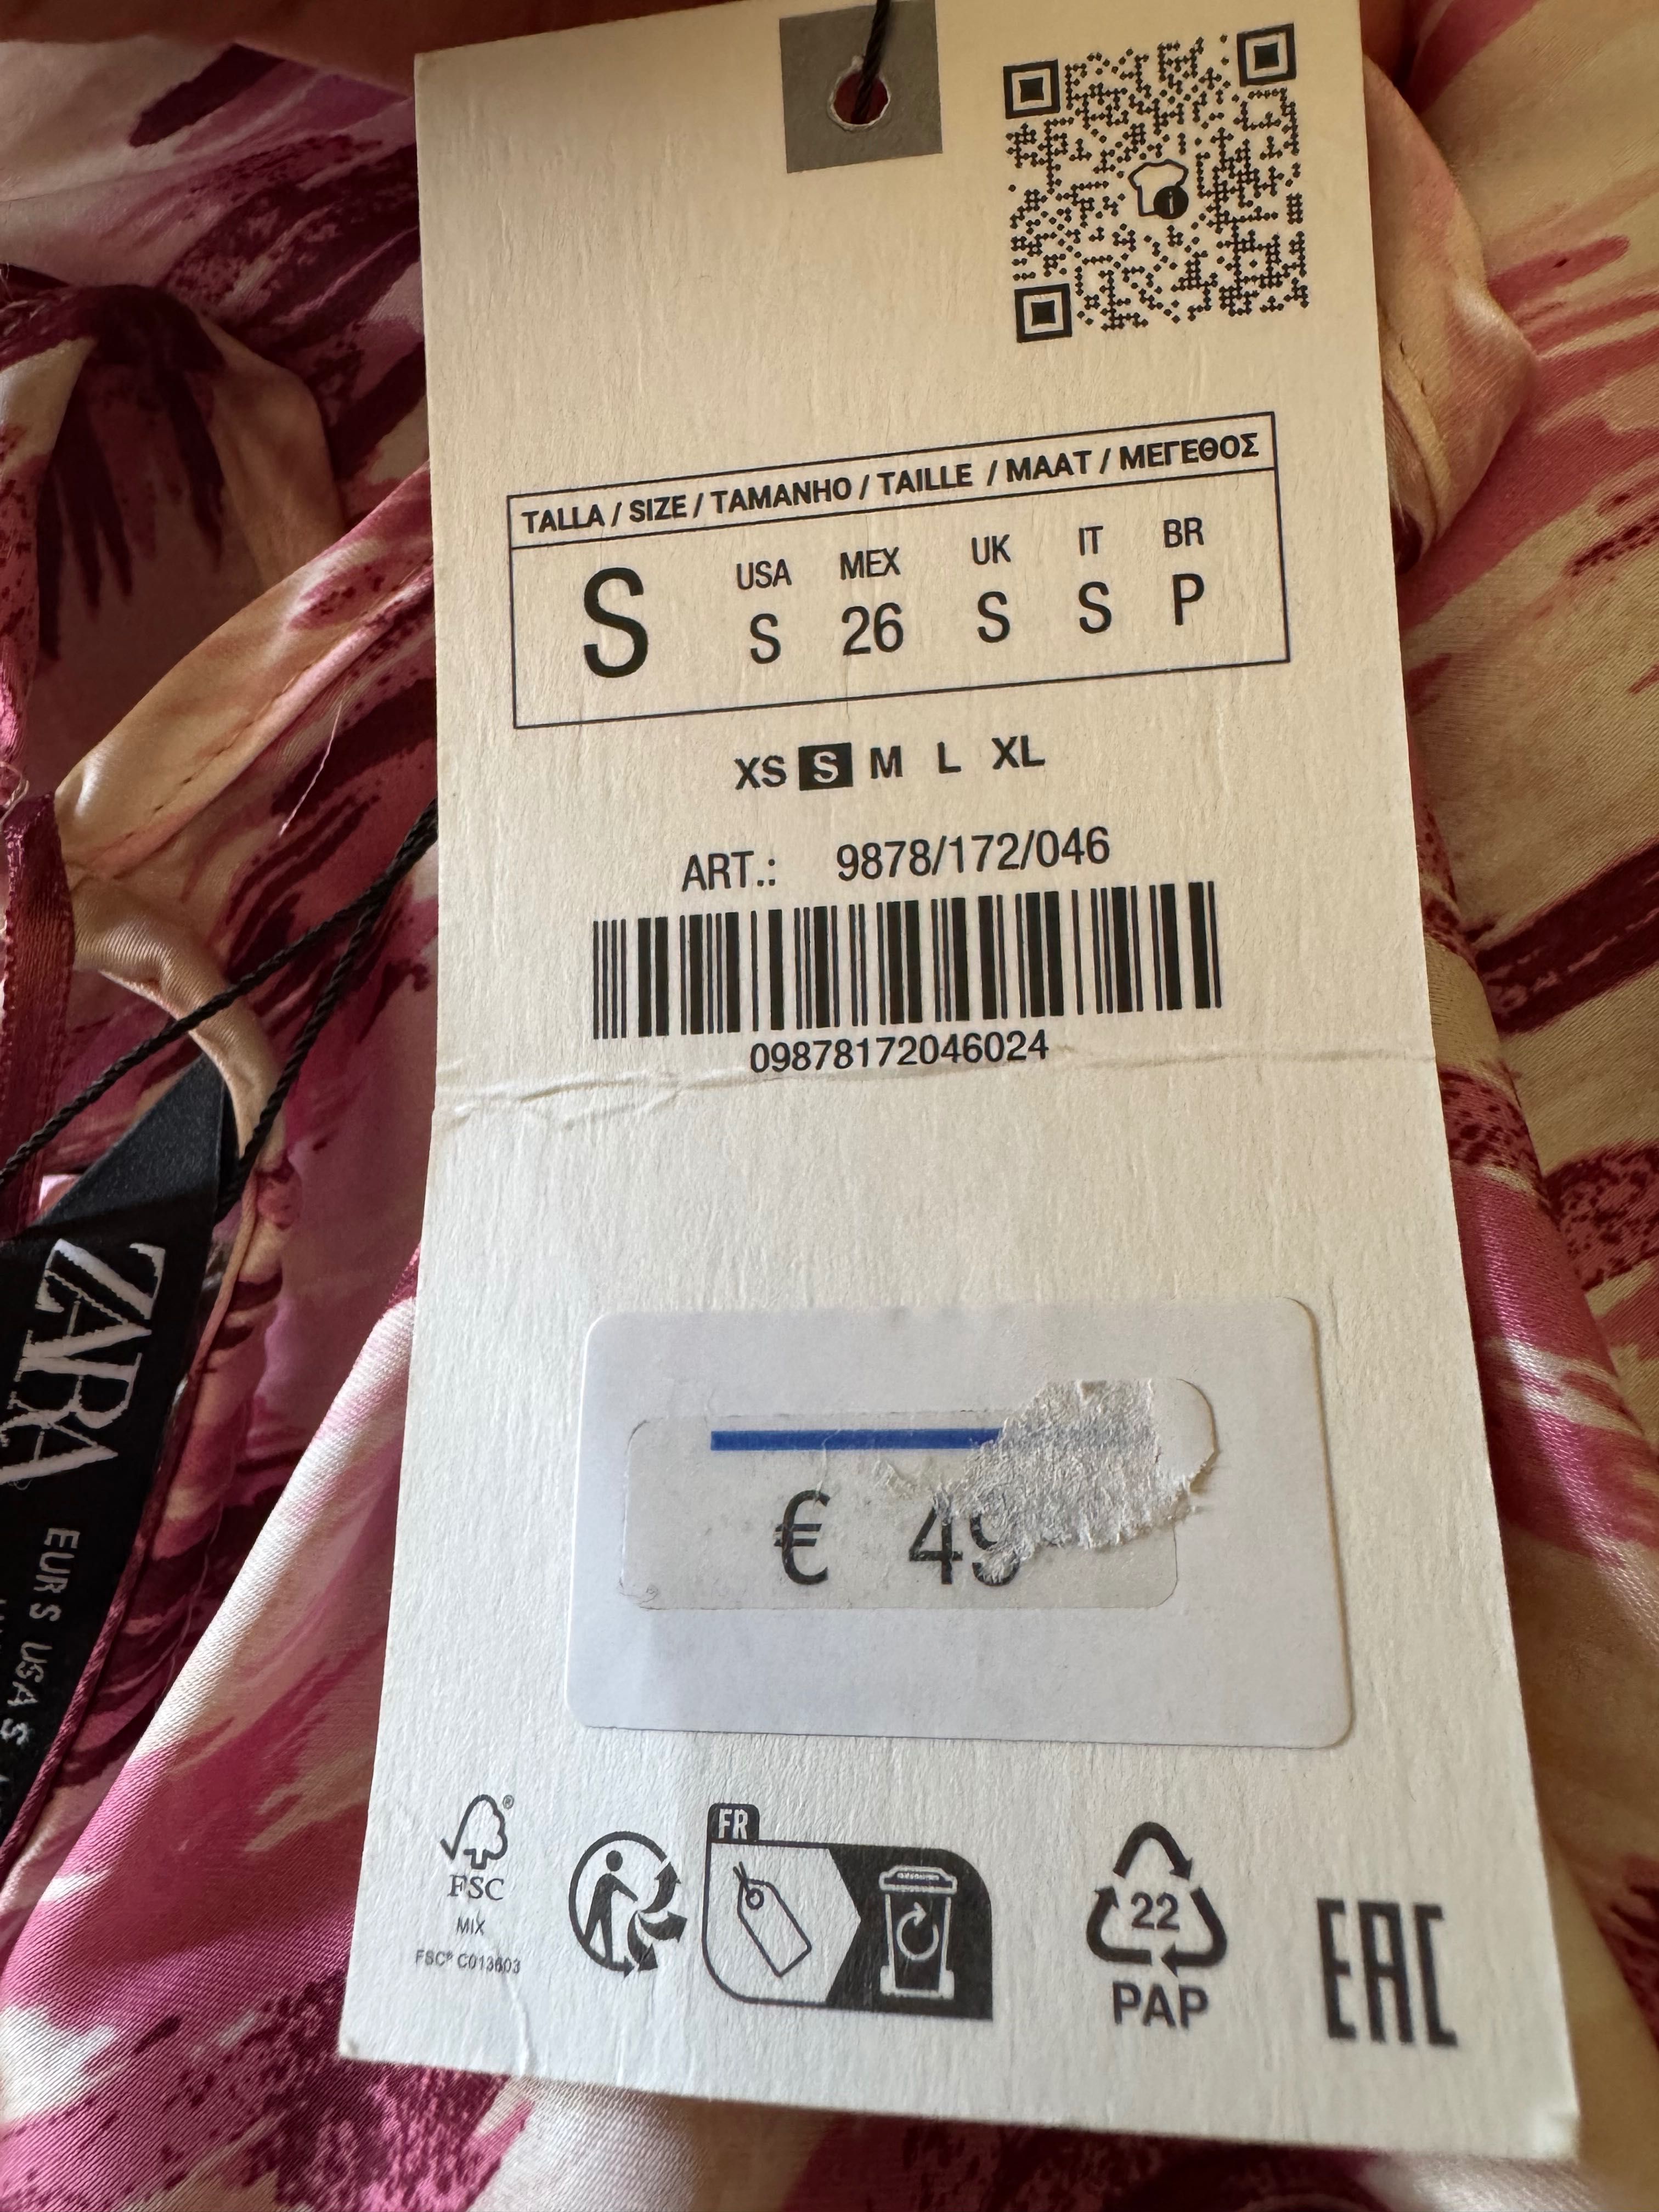 TALLA / SIZE / TAMANHO / TAILLE / MAAT / ΜΕΓΕΘΟΣ
USA MEX UK IT BR
S S 26 S S P
XS S M L XL
ART.: 9878/172/046
09878172046024
€ 49
ZARA
EUR S USA S
FSC®
MIX
FSC® C013603
FR
22
PAP
EAC